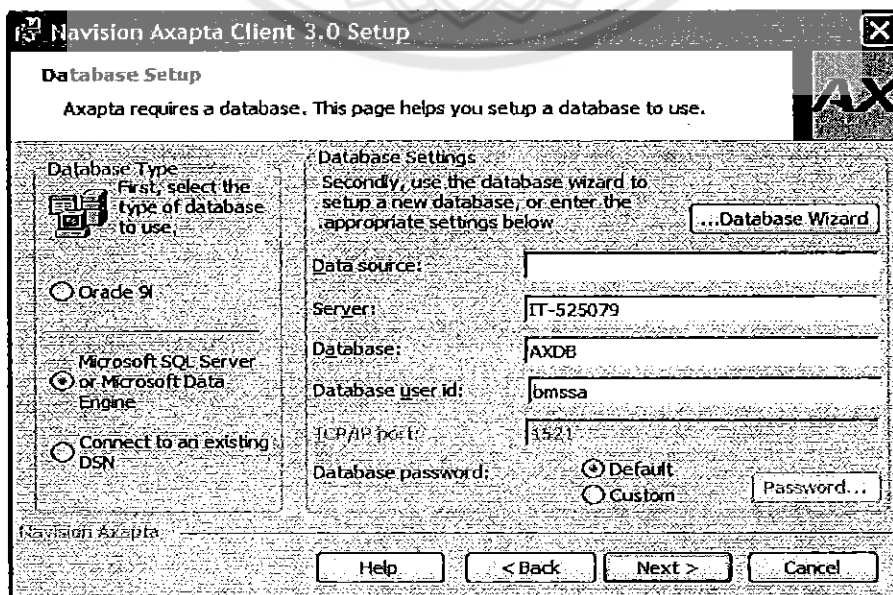 Navision Axapta Client 3.0 Setup
Database Setup
Axapta requires a database. This page helps you setup a database to use.
AX
Database Type
First, select the
type of database
to use.
Oracle 9i
Microsoft SQL Server
or Microsoft Data
Engine
Connect to an existing
DSN
Database Settings
Secondly, use the database wizard to
setup a new database, or enter the
appropriate settings below
...Database Wizard
Data source:
Server:
IT-525079
Database:
AXDB
Database user id:
bmssa
TCP/IP port:
1521
Database password:
Default
Custom
Password...
Navision Axapta
Help
< Back
Next >
Cancel